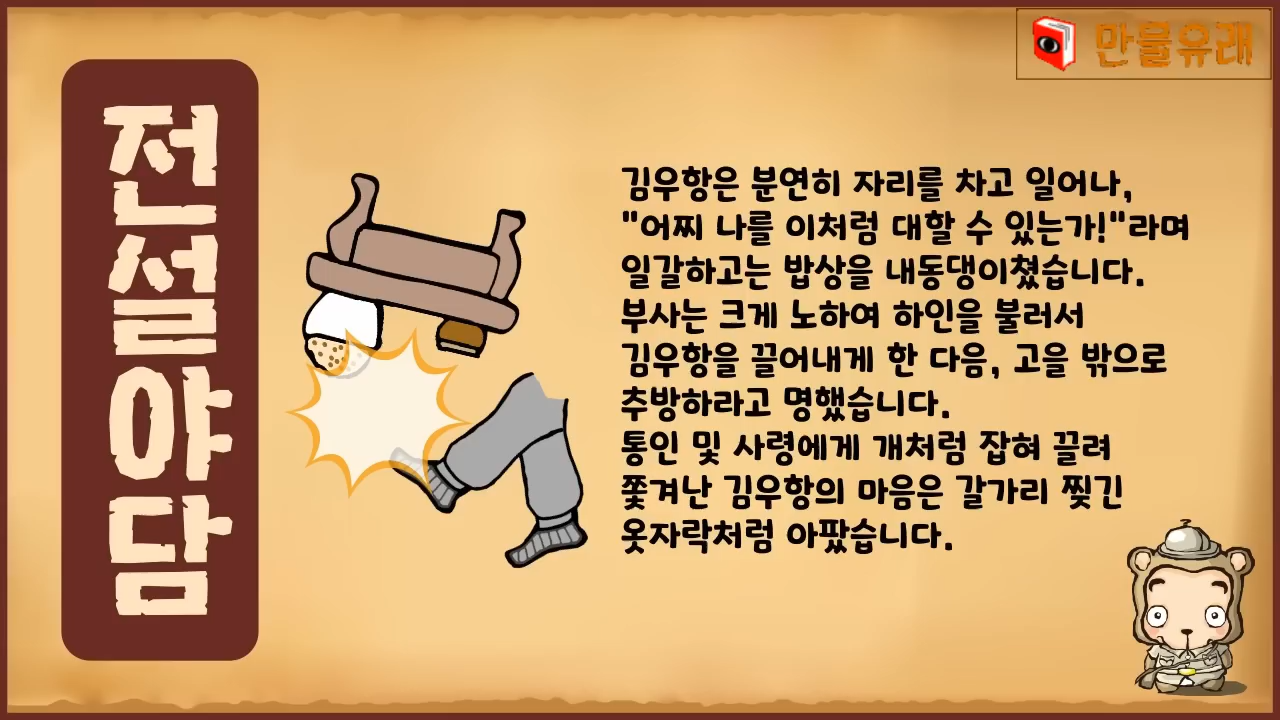 만물유래
전설야담
김우항은 분연히 자리를 차고 일어나,
"어찌 나를 이처럼 대할 수 있는가!"라며
일갈하고는 밥상을 내동댕이쳤습니다.
부사는 크게 노하여 하인을 불러서
김우항을 끌어내게 한 다음, 고을 밖으로
추방하라고 명했습니다.
통인 및 사령에게 개처럼 잡혀 끌려
쫓겨난 김우항의 마음은 갈가리 찢긴
옷자락처럼 아팠습니다.